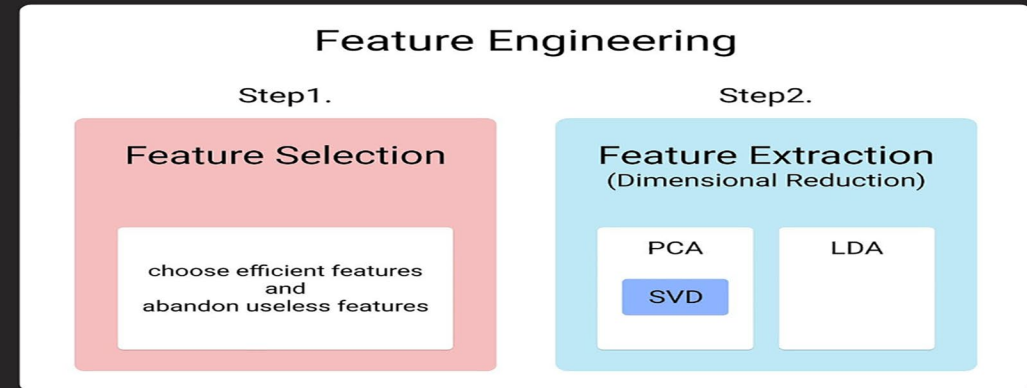 Feature Engineering
Step1.
Feature Selection
choose efficient features
and
abandon useless features
Step2.
Feature Extraction
(Dimensional Reduction)
PCA
SVD
LDA